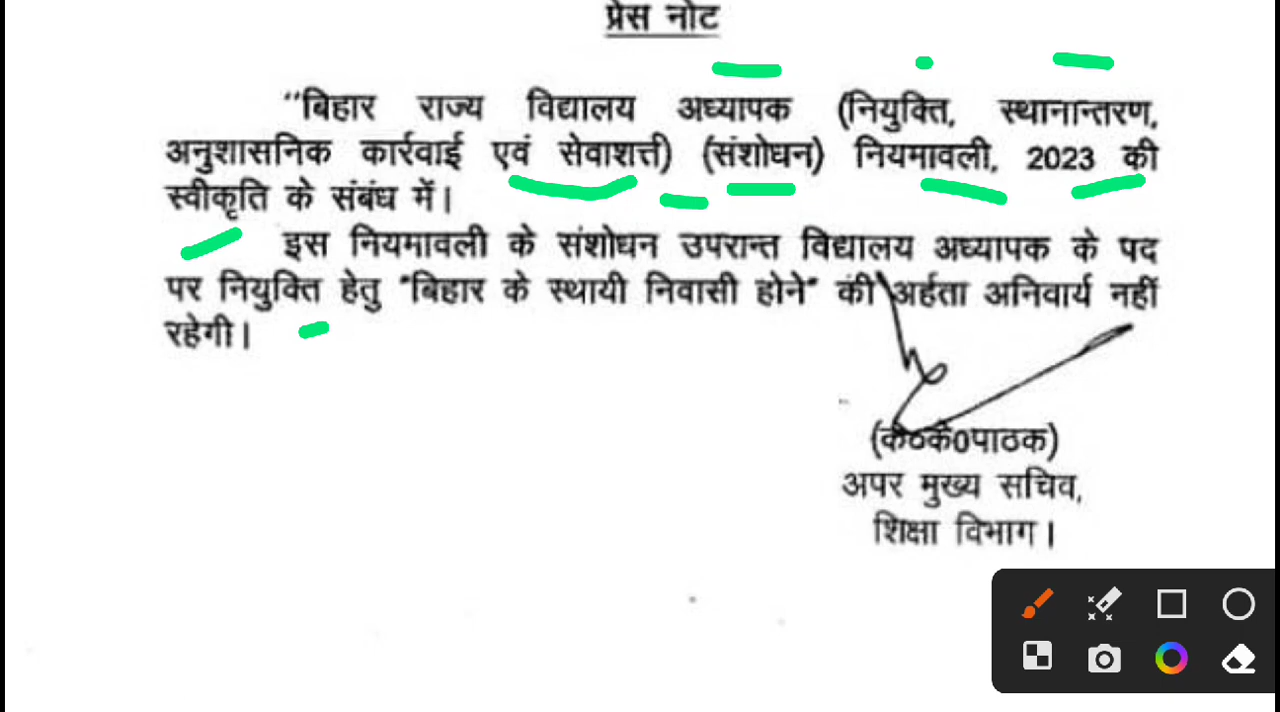 प्रेस नोट
“बिहार राज्य विद्यालय अध्यापक (नियुक्ति, स्थानान्तरण,
अनुशासनिक कार्रवाई एवं सेवाशर्त्त) (संशोधन) नियमावली, 2023 की
स्वीकृति के संबंध में।
इस नियमावली के संशोधन उपरान्त विद्यालय अध्यापक के पद
पर नियुक्ति हेतु "बिहार के स्थायी निवासी होने" की अर्हता अनिवार्य नहीं
रहेगी।
(के०के०पाठक)
अपर मुख्य सचिव,
शिक्षा विभाग।